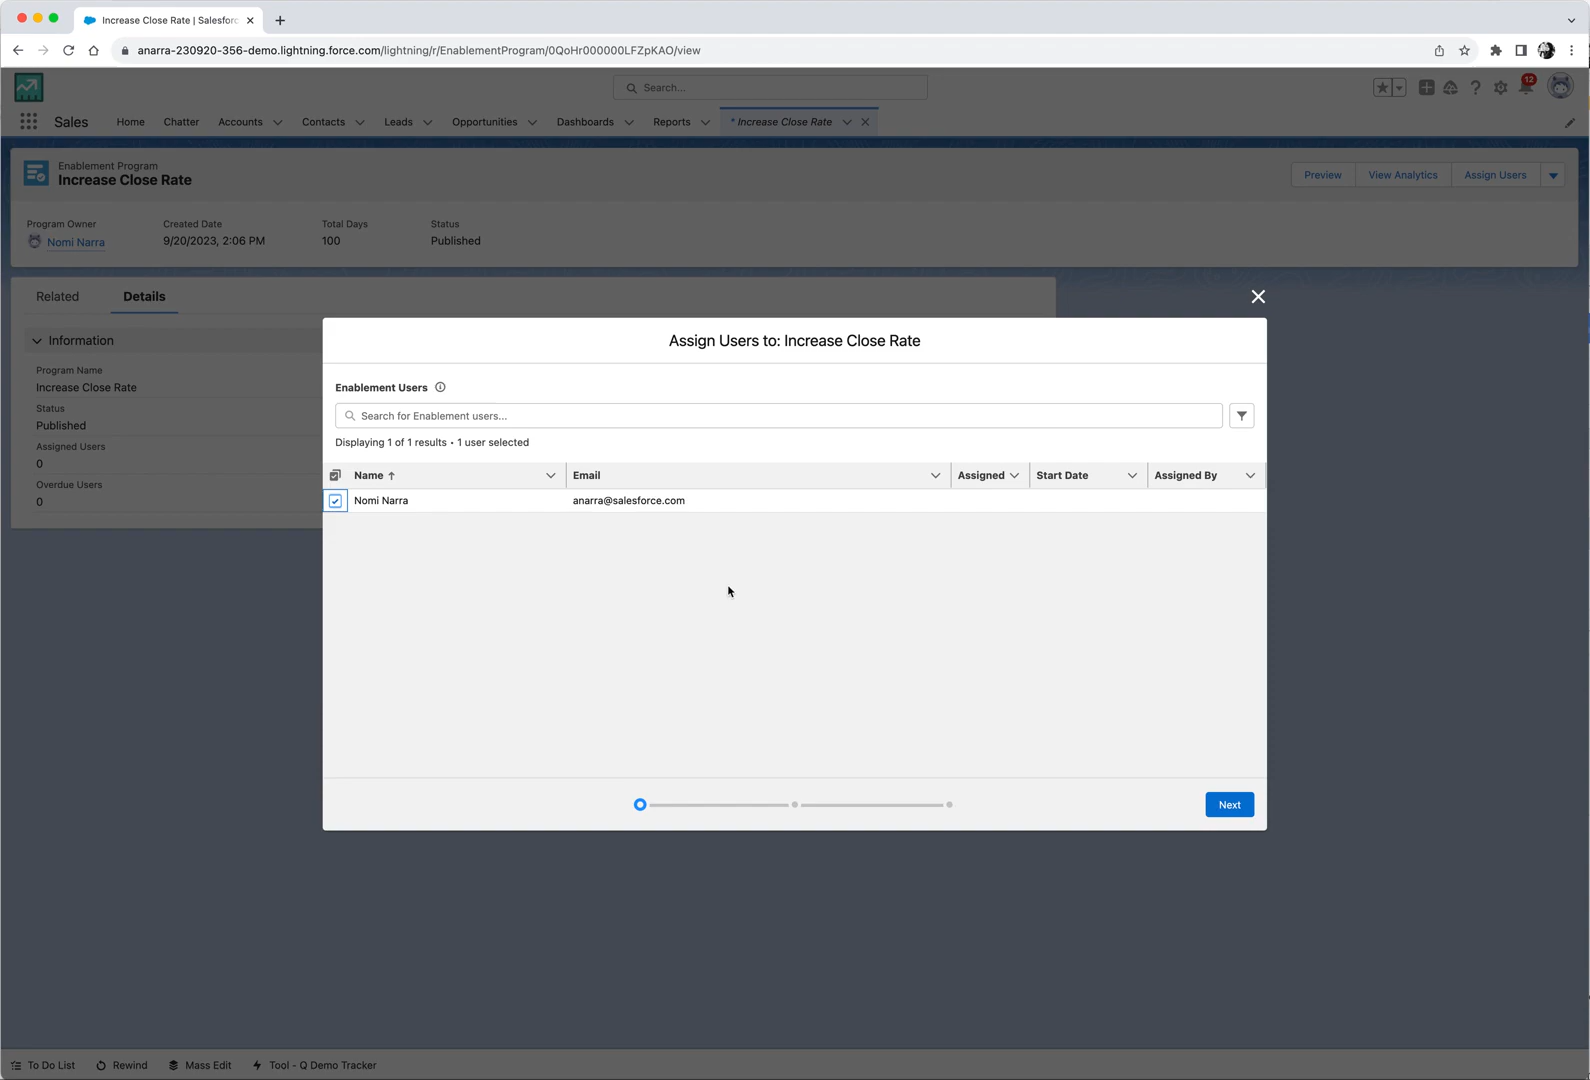 Increase Close Rate | Salesforc
anarra-230920-356-demo.lightning.force.com/lightning/r/EnablementProgram/0QoHr000000LFZpKAO/view
Search...
12
Sales
Home
Chatter
Accounts
Contacts
Leads
Opportunities
Dashboards
Reports
* Increase Close Rate
Enablement Program
Increase Close Rate
Preview
View Analytics
Assign Users
Program Owner
Created Date
Total Days
Status
Nomi Narra
9/20/2023, 2:06 PM
100
Published
Related
Details
Information
Program Name
Increase Close Rate
Status
Published
Assigned Users
0
Overdue Users
0
Assign Users to: Increase Close Rate
Enablement Users
Search for Enablement users...
Displaying 1 of 1 results • 1 user selected
Name
Email
Assigned
Start Date
Assigned By
Nomi Narra
anarra@salesforce.com
Next
To Do List
Rewind
Mass Edit
Tool - Q Demo Tracker